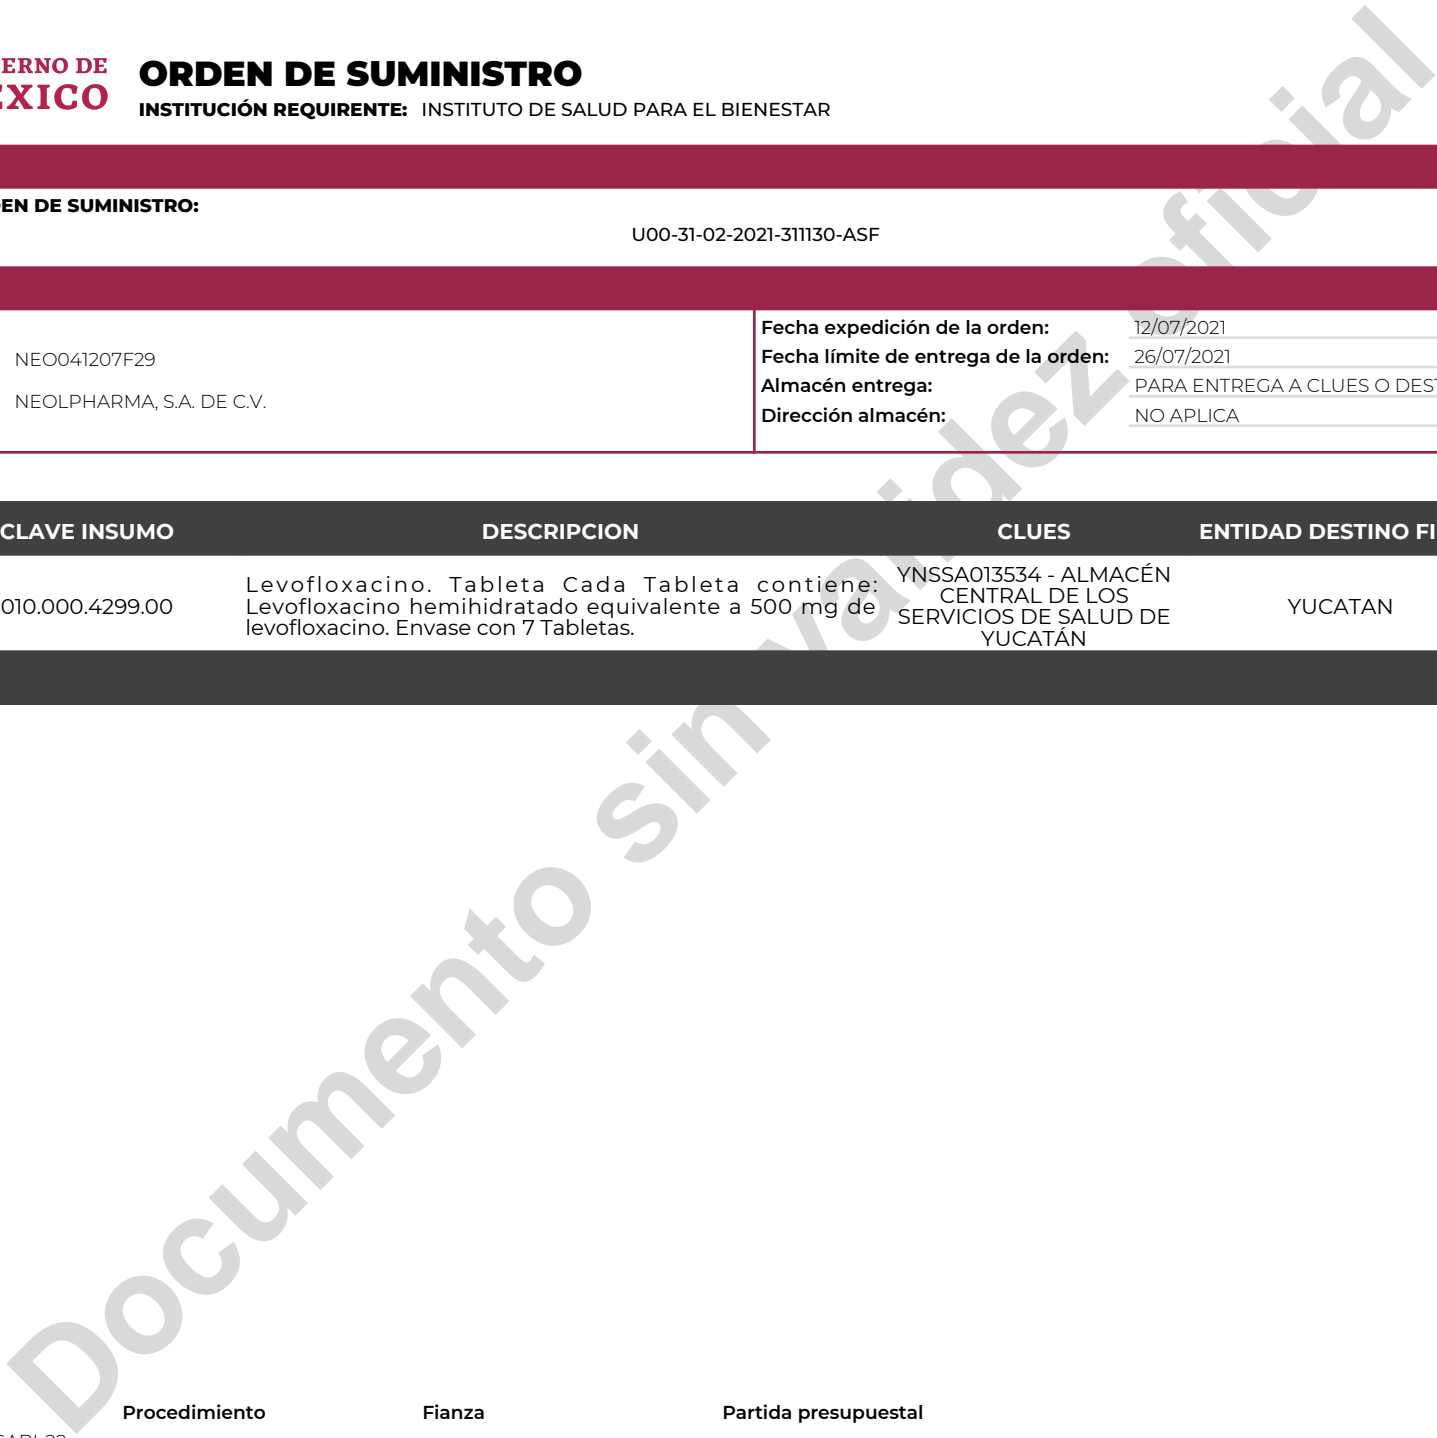 ERNO DE
ÉXICO
ORDEN DE SUMINISTRO
INSTITUCIÓN REQUIRENTE: INSTITUTO DE SALUD PARA EL BIENESTAR
EN DE SUMINISTRO:
U00-31-02-2021-311130-ASF
NEO041207F29
NEOLPHARMA, S.A. DE C.V.
Fecha expedición de la orden: 12/07/2021
Fecha límite de entrega de la orden: 26/07/2021
Almacén entrega: PARA ENTREGA A CLUES O DEST
Dirección almacén: NO APLICA
CLAVE INSUMO DESCRIPCION CLUES ENTIDAD DESTINO FI
010.000.4299.00
Levofloxacino. Tableta Cada Tableta contiene:
Levofloxacino hemihidratado equivalente a 500 mg de
levofloxacino. Envase con 7 Tabletas.
YNSSA013534 - ALMACÉN
CENTRAL DE LOS
SERVICIOS DE SALUD DE
YUCATÁN
YUCATAN
Documento sin validez oficial
Procedimiento Fianza Partida presupuestal